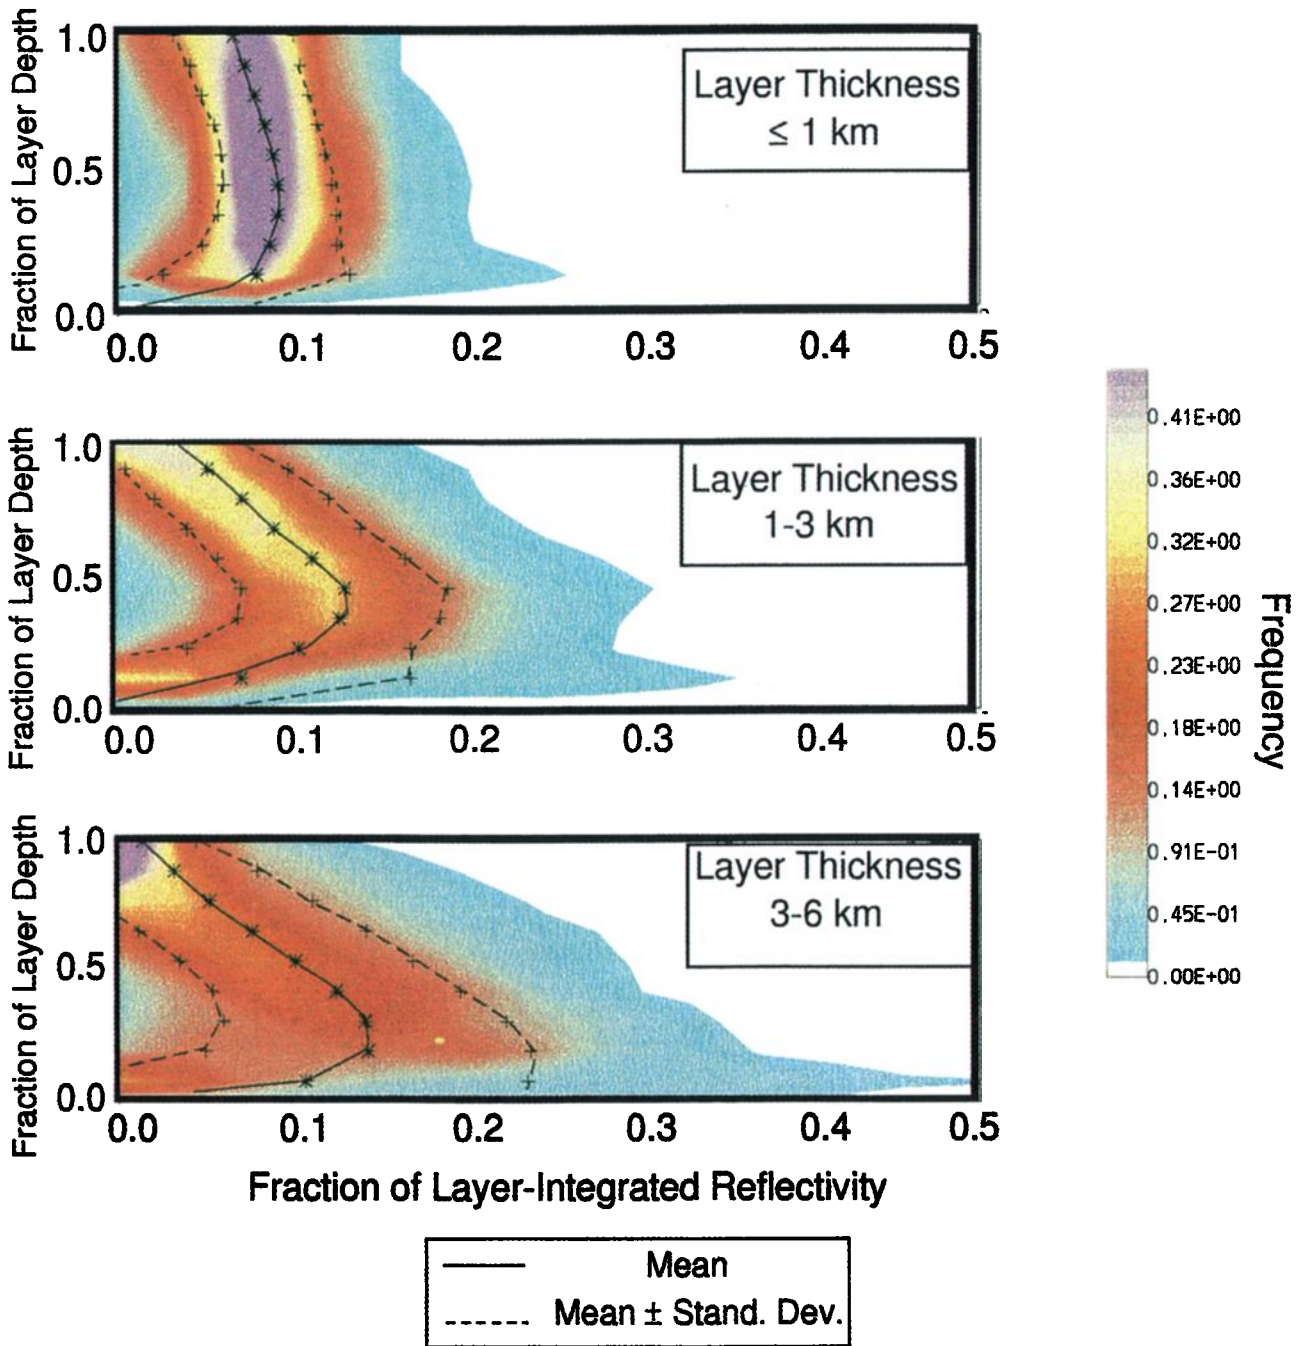 Fraction of Layer Depth
1.0
0.5
0.0
Layer Thickness
≤ 1 km
0.0 0.1 0.2 0.3 0.4 0.5
Fraction of Layer Depth
1.0
0.5
0.0
Layer Thickness
1-3 km
0.0 0.1 0.2 0.3 0.4 0.5
Fraction of Layer Depth
1.0
0.5
0.0
Layer Thickness
3-6 km
0.0 0.1 0.2 0.3 0.4 0.5
Fraction of Layer-Integrated Reflectivity
Mean
Mean ± Stand. Dev.
0.41E+00
0.36E+00
0.32E+00
0.27E+00
0.23E+00
0.18E+00
0.14E+00
0.91E-01
0.45E-01
0.00E+00
Frequency